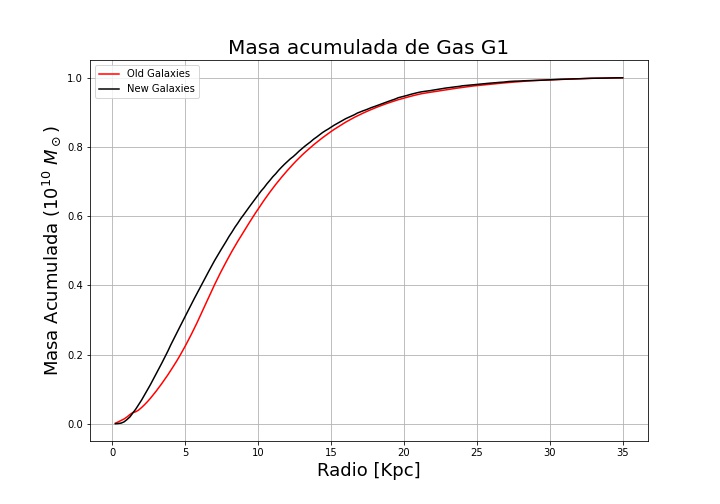 Masa acumulada de Gas G1
Old Galaxies
New Galaxies
Masa Acumulada (10¹⁰ M⊙)
1.0
0.8
0.6
0.4
0.2
0.0
0 5 10 15 20 25 30 35
Radio [Kpc]